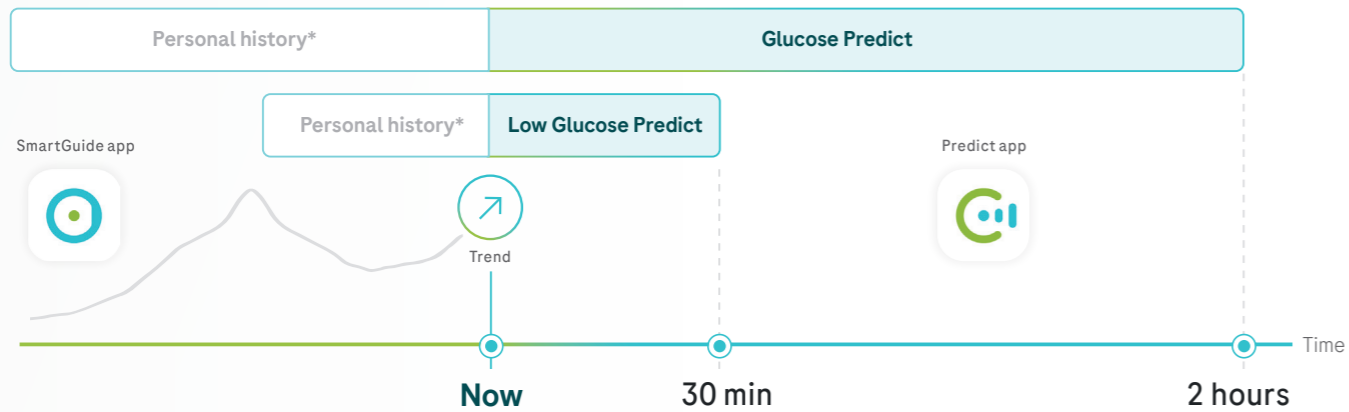 Personal history*
Glucose Predict
Personal history*
Low Glucose Predict
SmartGuide app
Predict app
Trend
Time
Now
30 min
2 hours